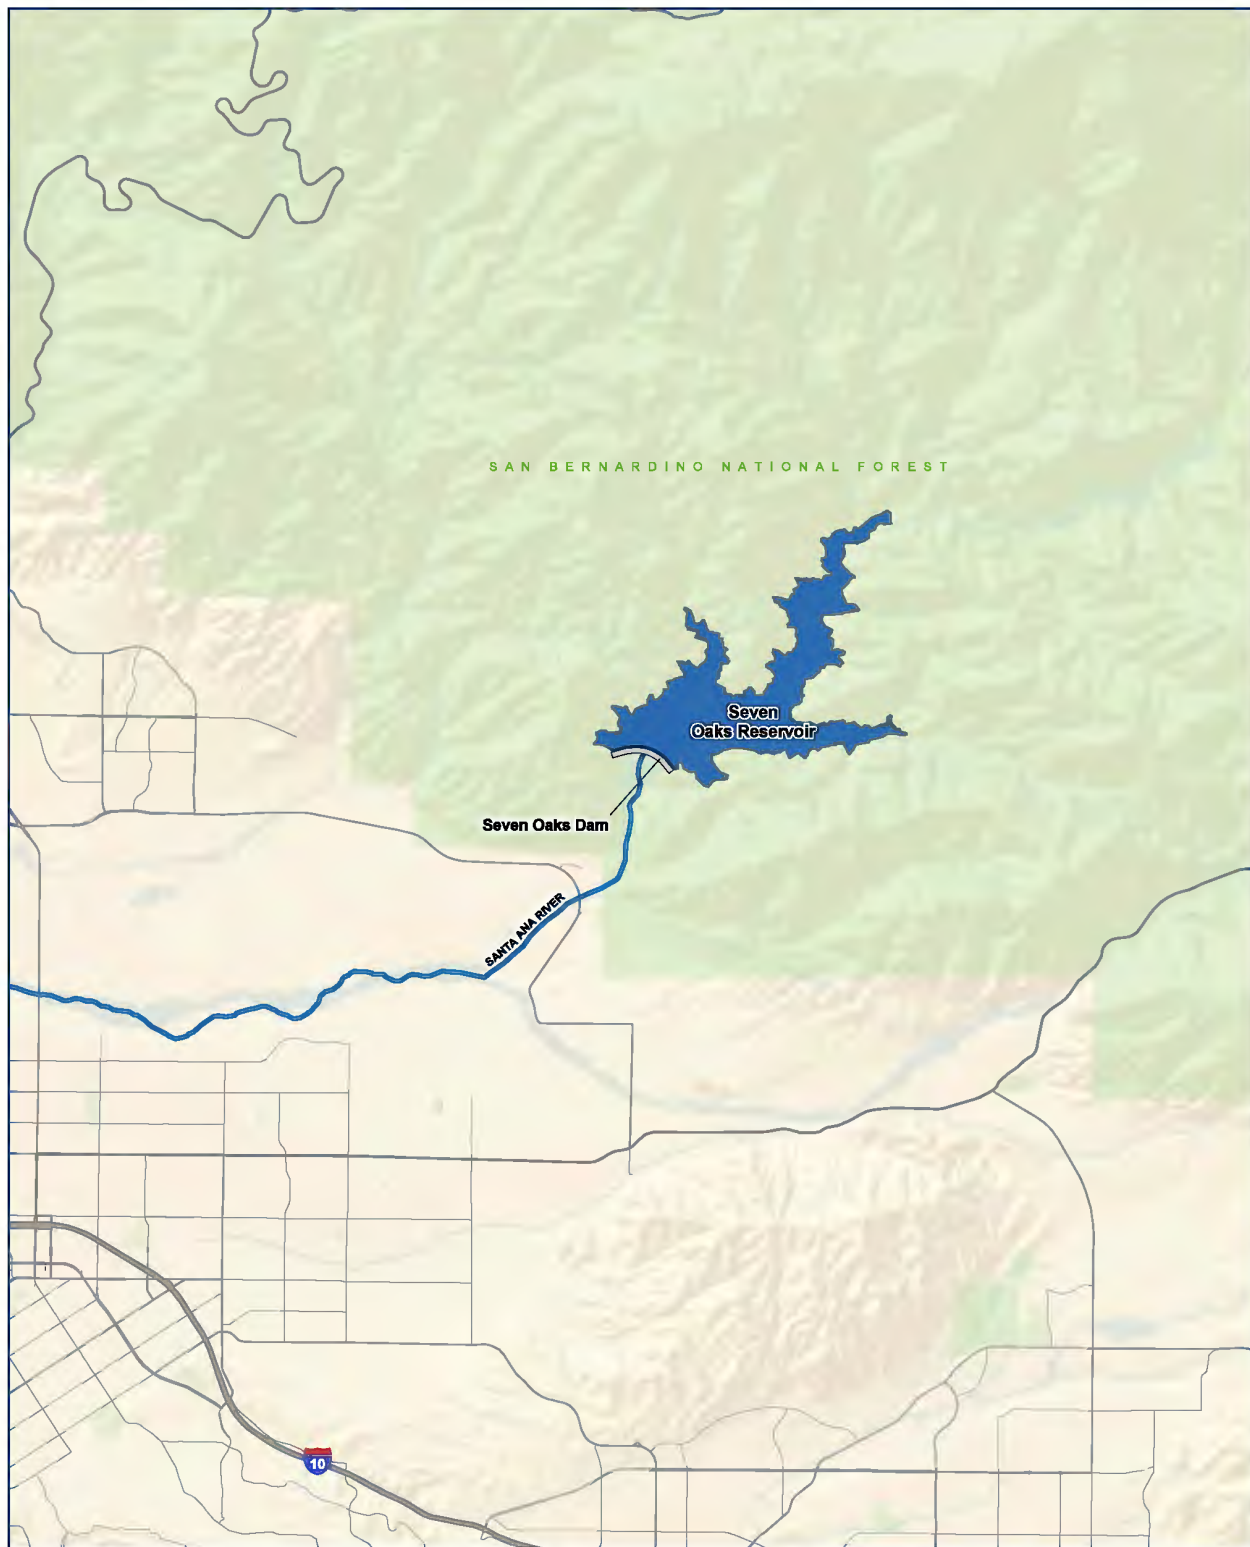 SAN BERNARDINO NATIONAL FOREST
Seven
Oaks Reservoir
Seven Oaks Dam
SANTA ANA RIVER
10